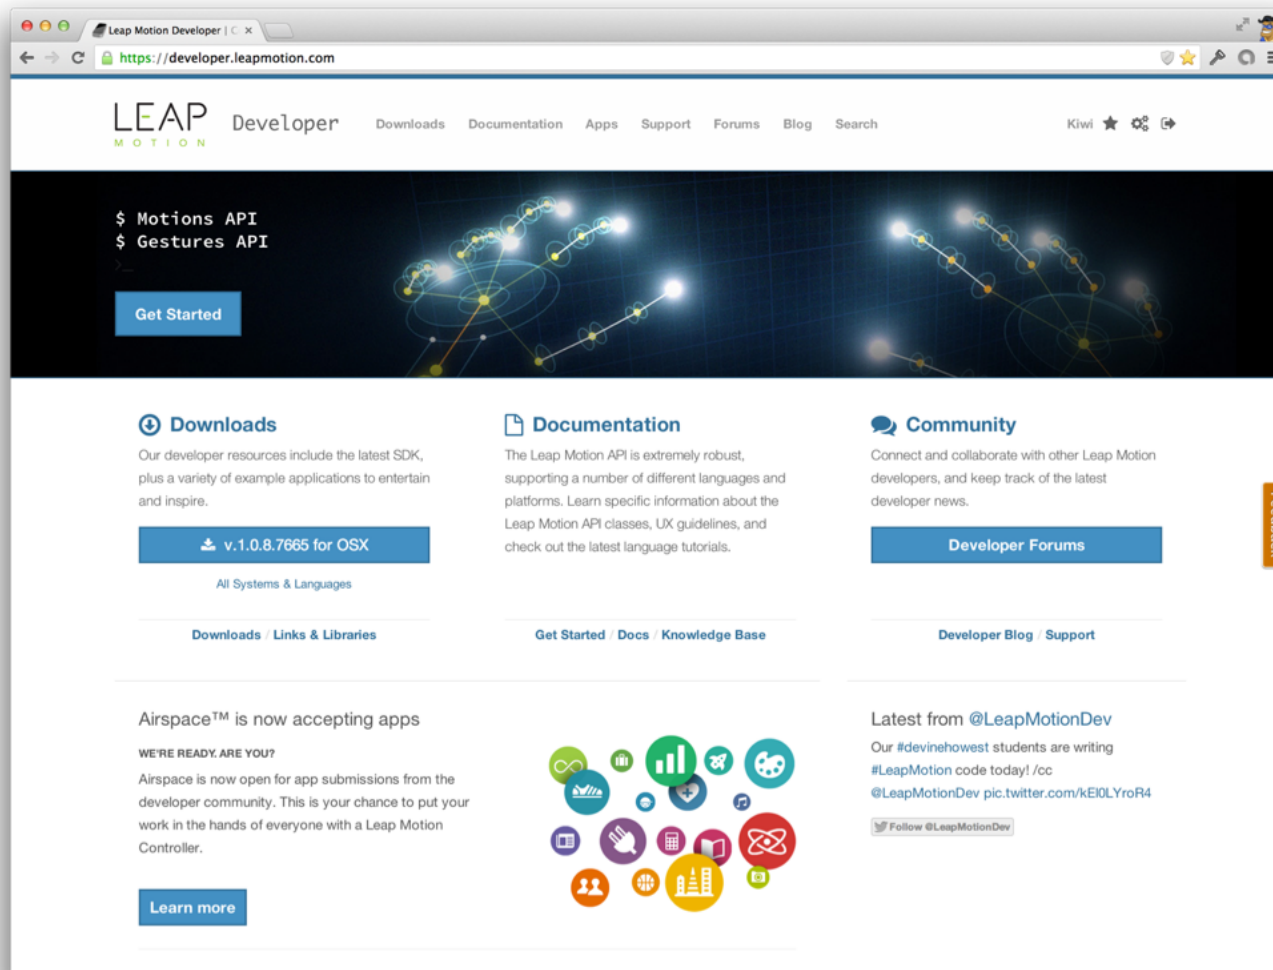 Leap Motion Developer | C
https://developer.leapmotion.com
LEAP
MOTION
Developer
Downloads
Documentation
Apps
Support
Forums
Blog
Search
Kiwi
$ Motions API
$ Gestures API
>_
Get Started
Downloads
Our developer resources include the latest SDK,
plus a variety of example applications to entertain
and inspire.
v.1.0.8.7665 for OSX
All Systems & Languages
Downloads / Links & Libraries
Documentation
The Leap Motion API is extremely robust,
supporting a number of different languages and
platforms. Learn specific information about the
Leap Motion API classes, UX guidelines, and
check out the latest language tutorials.
Get Started / Docs / Knowledge Base
Community
Connect and collaborate with other Leap Motion
developers, and keep track of the latest
developer news.
Developer Forums
Developer Blog / Support
Airspace™ is now accepting apps
WE'RE READY. ARE YOU?
Airspace is now open for app submissions from the
developer community. This is your chance to put your
work in the hands of everyone with a Leap Motion
Controller.
Learn more
Latest from @LeapMotionDev
Our #devinehowest students are writing
#LeapMotion code today! /cc
@LeapMotionDev pic.twitter.com/kEl0LYroR4
Follow @LeapMotionDev